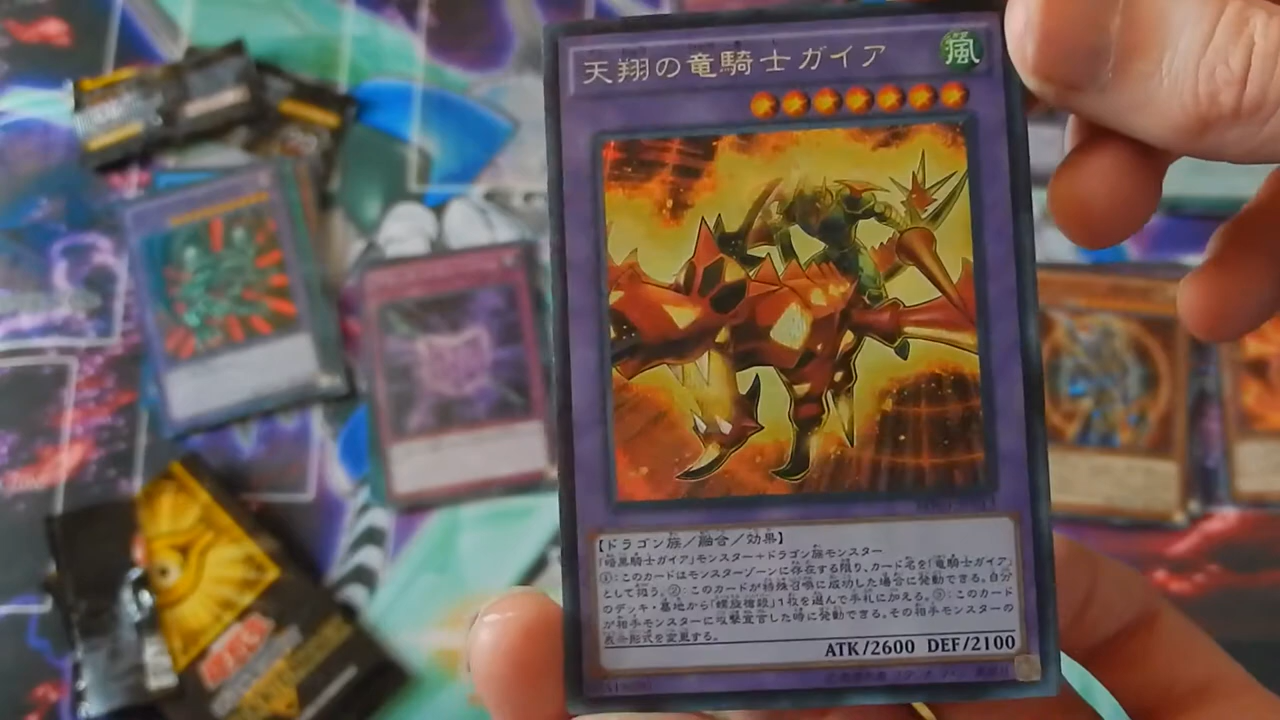 天翔の竜騎士ガイア
風
【ドラゴン族／融合／効果】
「暗黒騎士ガイア」モンスター＋ドラゴン族モンスター
①：このカードはモンスターゾーンに存在する限り、カード名を「竜騎士ガイア」
として扱う。②：このカードが特殊召喚に成功した場合に発動できる。自分
のデッキ・墓地から「螺旋槍殺」１枚を選んで手札に加える。③：このカード
が相手モンスターに攻撃宣言した時に発動できる。その相手モンスターの
表示形式を変更する。
ATK/2600 DEF/2100